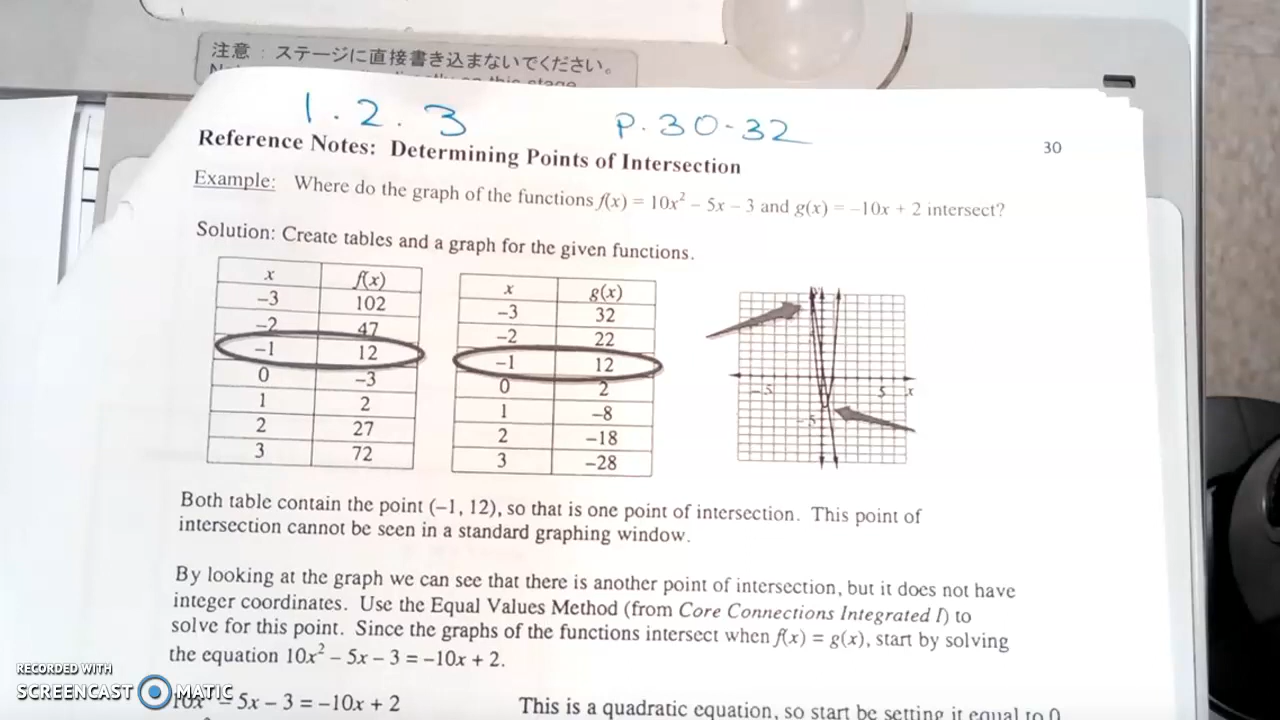 注意：ステージに直接書き込まないでください。
1.2.3 p.30-32
Reference Notes: Determining Points of Intersection
30
Example: Where do the graph of the functions f(x) = 10x² – 5x – 3 and g(x) = –10x + 2 intersect?
Solution: Create tables and a graph for the given functions.
x f(x)
–3 102
–2 47
–1 12
0 –3
1 2
2 27
3 72
x g(x)
–3 32
–2 22
–1 12
0 2
1 –8
2 –18
3 –28
–5 5 x
–5
Both table contain the point (–1, 12), so that is one point of intersection. This point of
intersection cannot be seen in a standard graphing window.
By looking at the graph we can see that there is another point of intersection, but it does not have
integer coordinates. Use the Equal Values Method (from Core Connections Integrated I) to
solve for this point. Since the graphs of the functions intersect when f(x) = g(x), start by solving
the equation 10x² – 5x – 3 = –10x + 2.
10x² – 5x – 3 = –10x + 2
This is a quadratic equation, so start be setting it equal to 0
RECORDED WITH
SCREENCAST MATIC